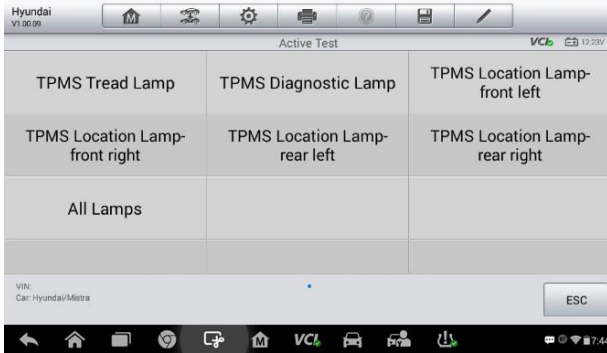 Hyundai
V1.00.09
Active Test
VCI
12.23V
TPMS Tread Lamp
TPMS Diagnostic Lamp
TPMS Location Lamp-
front left
TPMS Location Lamp-
front right
TPMS Location Lamp-
rear left
TPMS Location Lamp-
rear right
All Lamps
VIN:
Car: Hyundai/Mistra
ESC
VCI
7:44